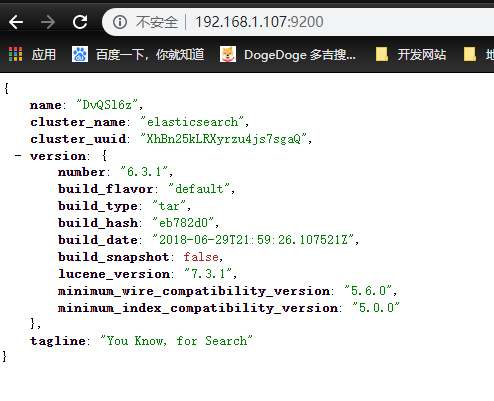 不安全 | 192.168.1.107:9200
应用 百度一下，你就知道 DogeDoge 多吉搜... 开发网站
{
name: "DvQSl6z",
cluster_name: "elasticsearch",
cluster_uuid: "XhBn25kLRXyrzu4js7sgaQ",
- version: {
number: "6.3.1",
build_flavor: "default",
build_type: "tar",
build_hash: "eb782d0",
build_date: "2018-06-29T21:59:26.107521Z",
build_snapshot: false,
lucene_version: "7.3.1",
minimum_wire_compatibility_version: "5.6.0",
minimum_index_compatibility_version: "5.0.0"
},
tagline: "You Know, for Search"
}